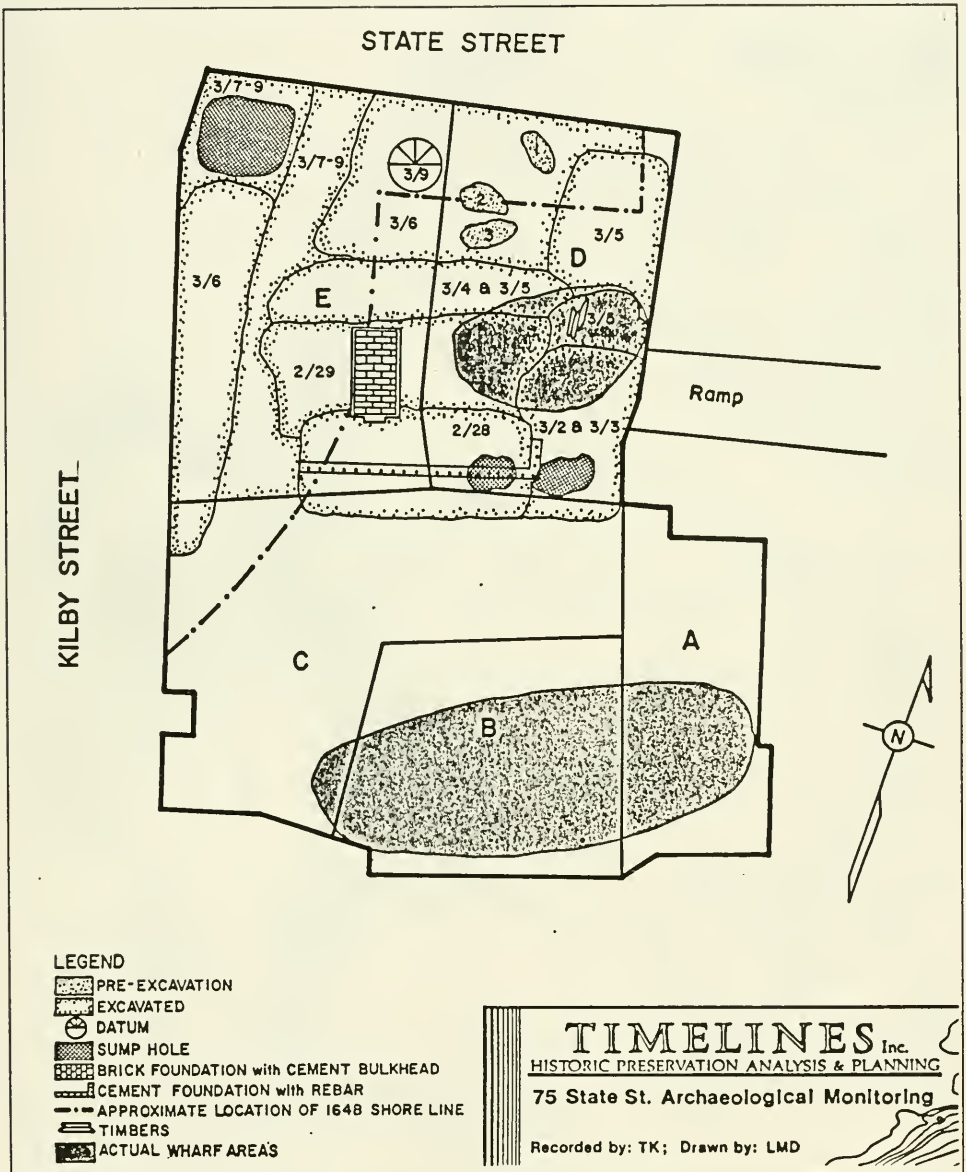 STATE STREET
3/7-9
3/7-9
3/9
2
3/6
3
3/5
D
3/6
E
3/4 & 3/5
2/29
Ramp
2/28
3/2 & 3/3
KILBY STREET
A
C
B
N
LEGEND
PRE-EXCAVATION
EXCAVATED
DATUM
SUMP HOLE
BRICK FOUNDATION with CEMENT BULKHEAD
CEMENT FOUNDATION with REBAR
APPROXIMATE LOCATION OF 1648 SHORE LINE
TIMBERS
ACTUAL WHARF AREA'S
TIMELINES Inc.
HISTORIC PRESERVATION ANALYSIS & PLANNING
75 State St. Archaeological Monitoring
Recorded by: TK; Drawn by: LMD